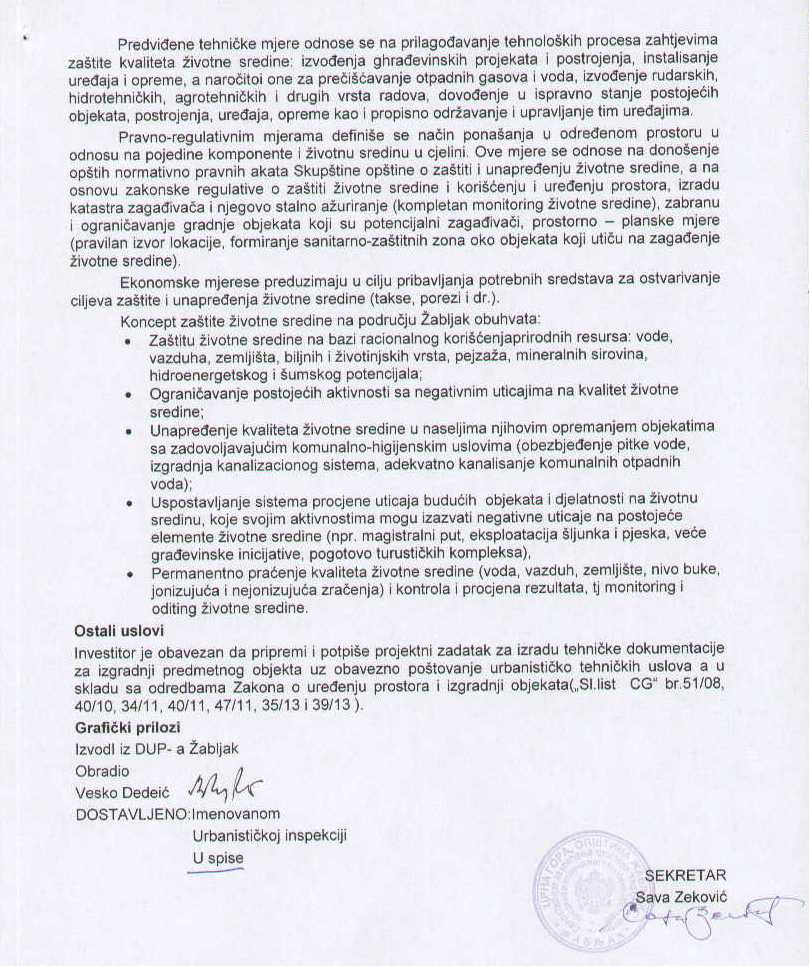 Predviđene tehničke mjere odnose se na prilagođavanje tehnoloških procesa zahtjevima
zaštite kvaliteta životne sredine: izvođenja ghrađevinskih projekata i postrojenja, instalisanje
uređaja i opreme, a naročitoi one za prečišćavanje otpadnih gasova i voda, izvođenje rudarskih,
hidrotehničkih, agrotehničkih i drugih vrsta radova, dovođenje u ispravno stanje postojećih
objekata, postrojenja, uređaja, opreme kao i propisno održavanje i upravljanje tim uređajima.
Pravno-regulativnim mjerama definiše se način ponašanja u određenom prostoru u
odnosu na pojedine komponente i životnu sredinu u cjelini. Ove mjere se odnose na donošenje
opštih normativno pravnih akata Skupštine opštine o zaštiti i unapređenju životne sredine, a na
osnovu zakonske regulative o zaštiti životne sredine i korišćenju i uređenju prostora, izradu
katastra zagađivača i njegovo stalno ažuriranje (kompletan monitoring životne sredine), zabranu
i ograničavanje gradnje objekata koji su potencijalni zagađivači, prostorno – planske mjere
(pravilan izvor lokacije, formiranje sanitarno-zaštitnih zona oko objekata koji utiču na zagađenje
životne sredine).
Ekonomske mjerese preduzimaju u cilju pribavljanja potrebnih sredstava za ostvarivanje
ciljeva zaštite i unapređenja životne sredine (takse, porezi i dr.).
Koncept zaštite životne sredine na području Žabljak obuhvata:
• Zaštitu životne sredine na bazi racionalnog korišćenjaprirodnih resursa: vode,
vazduha, zemljišta, biljnih i životinjskih vrsta, pejzaža, mineralnih sirovina,
hidroenergetskog i šumskog potencijala;
• Ograničavanje postojećih aktivnosti sa negativnim uticajima na kvalitet životne
sredine;
• Unapređenje kvaliteta životne sredine u naseljima njihovim opremanjem objekatima
sa zadovoljavajućim komunalno-higijenskim uslovima (obezbjeđenje pitke vode,
izgradnja kanalizacionog sistema, adekvatno kanalisanje komunalnih otpadnih
voda);
• Uspostavljanje sistema procjene uticaja budućih objekata i djelatnosti na životnu
sredinu, koje svojim aktivnostima mogu izazvati negativne uticaje na postojeće
elemente životne sredine (npr. magistralni put, eksploatacija šljunka i pjeska, veće
građevinske inicijative, pogotovo turističkih kompleksa),
• Permanentno praćenje kvaliteta životne sredine (voda, vazduh, zemljište, nivo buke,
jonizujuća i nejonizujuća zračenja) i kontrola i procjena rezultata, tj monitoring i
oditing životne sredine.
Ostali uslovi
Investitor je obavezan da pripremi i potpiše projektni zadatak za izradu tehničke dokumentacije
za izgradnji predmetnog objekta uz obavezno poštovanje urbanističko tehničkih uslova a u
skladu sa odredbama Zakona o uređenju prostora i izgradnji objekata(„Sl.list CG“ br.51/08,
40/10, 34/11, 40/11, 47/11, 35/13 i 39/13 ).
Grafički prilozi
IzvodI iz DUP- a Žabljak
Obradio
Vesko Dedeić
DOSTAVLJENO:Imenovanom
Urbanističkoj inspekciji
U spise
SEKRETAR
Sava Zeković